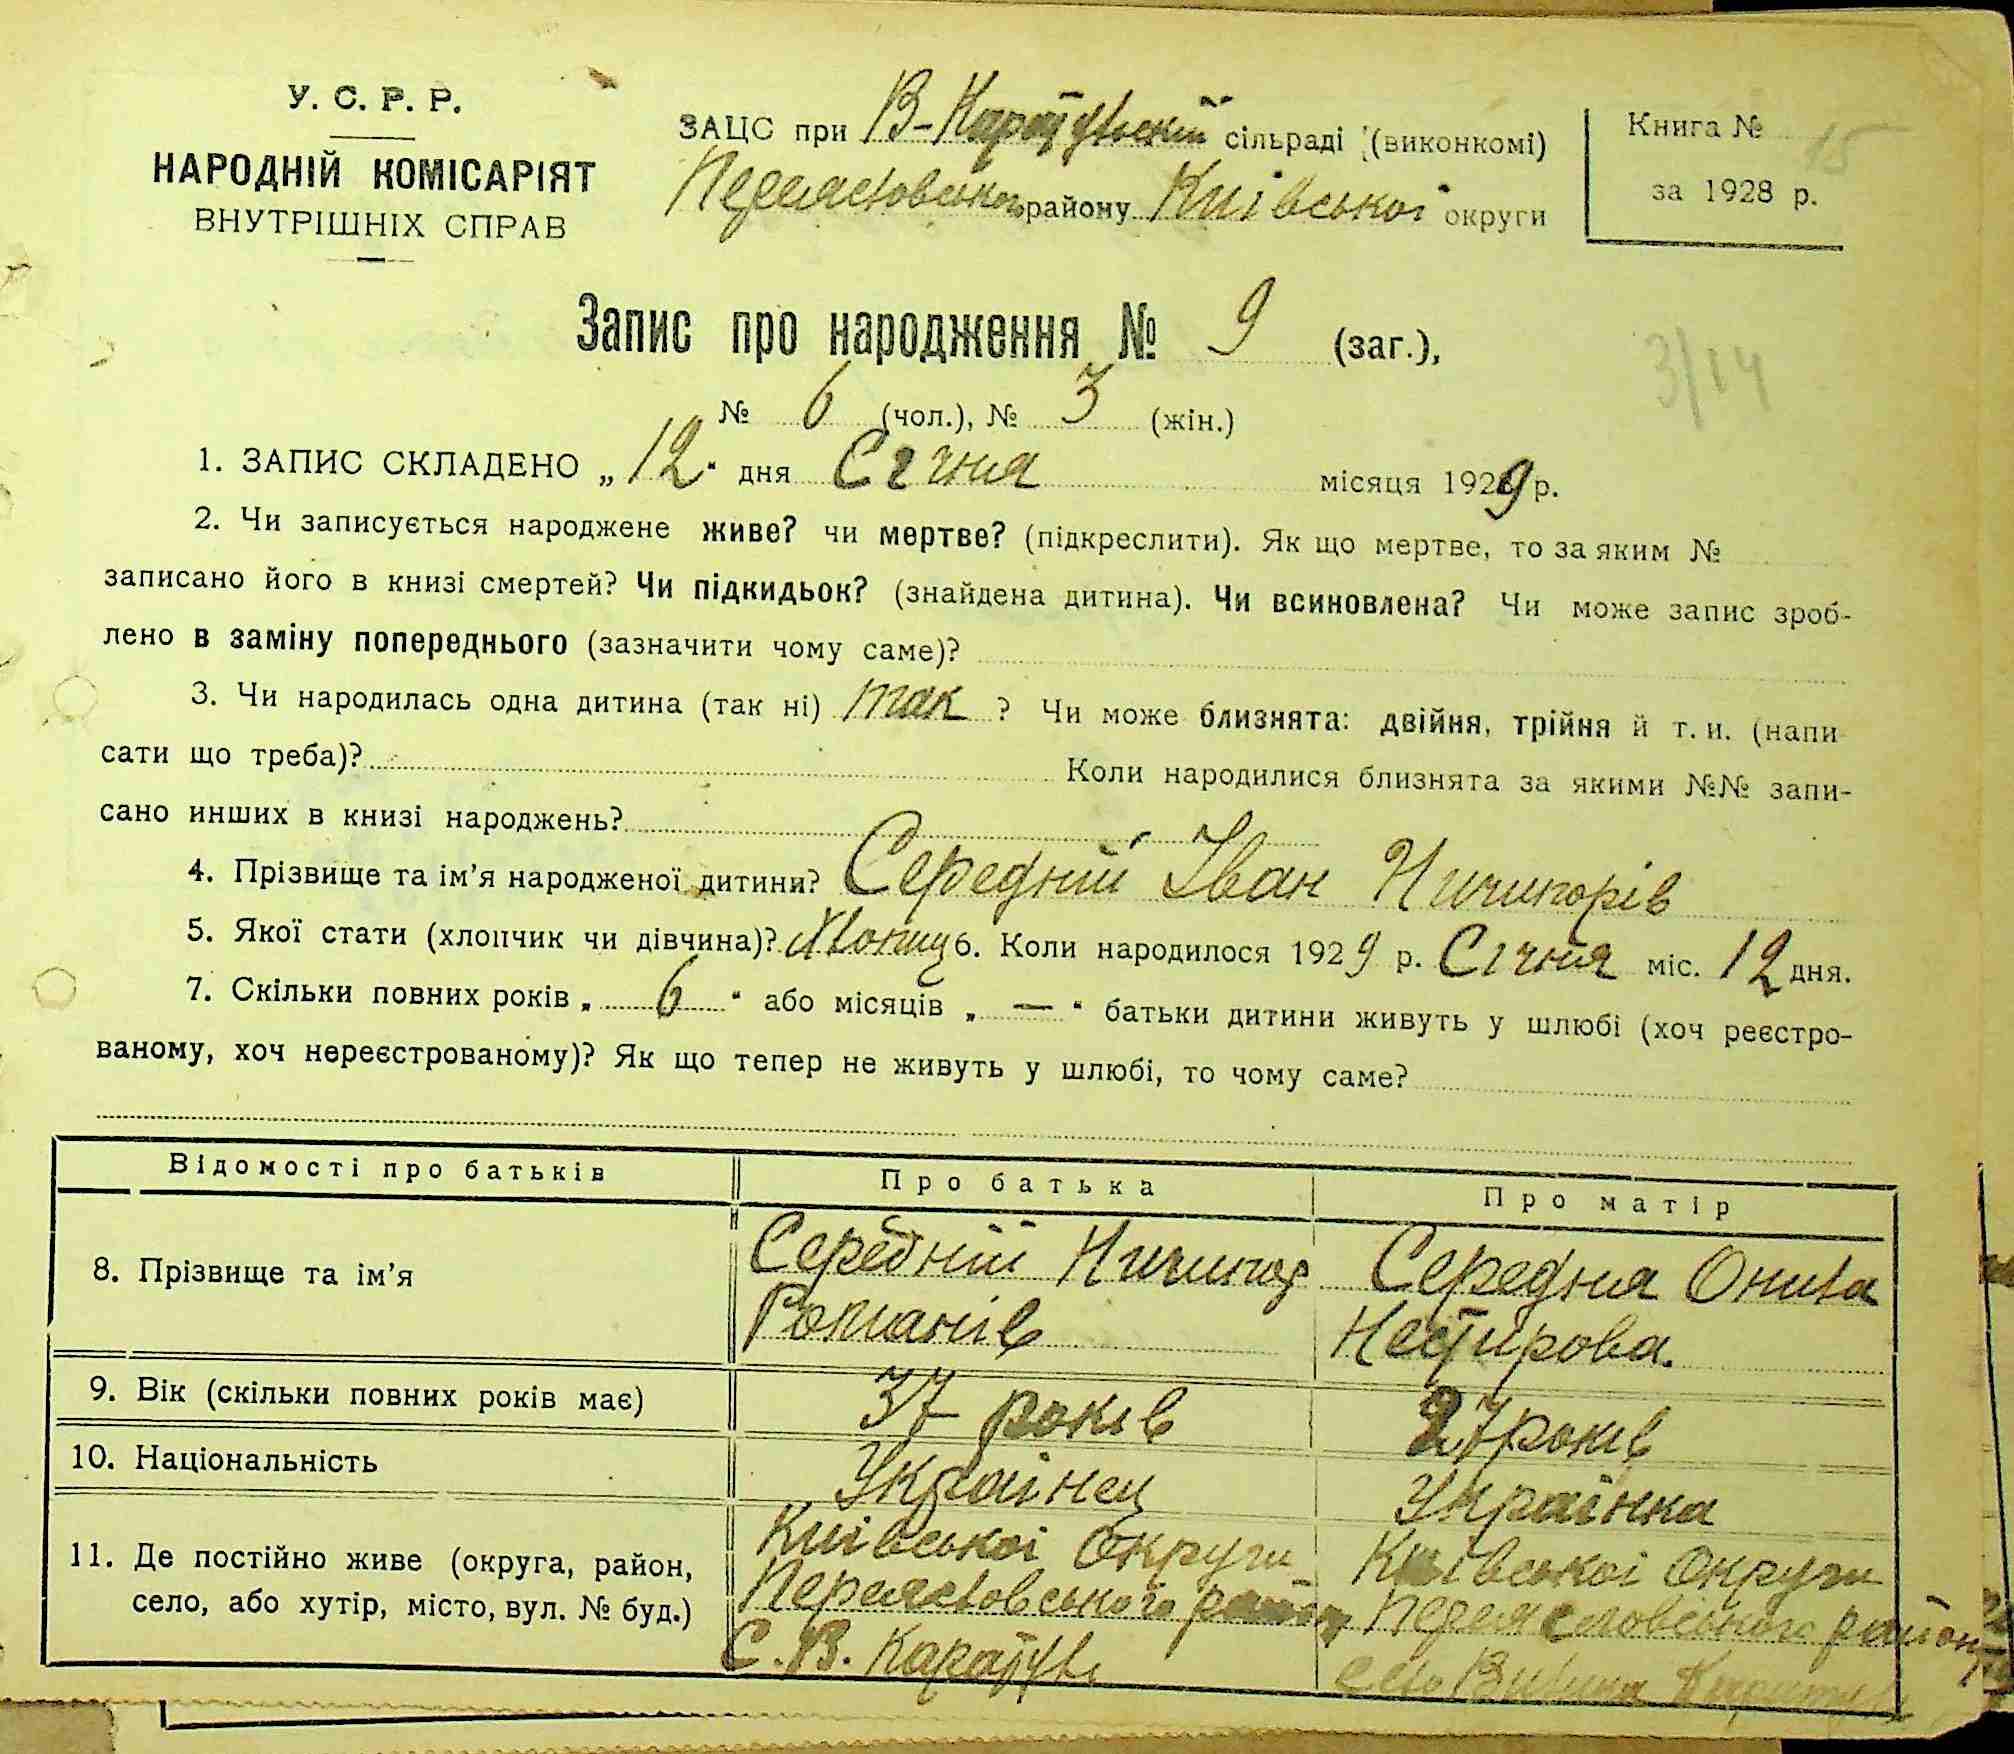 У. С. Р. Р.
НАРОДНІЙ КОМІСАРІЯТ
ВНУТРІШНІХ СПРАВ
ЗАЦС при В-Каратульскій сільраді (виконкомі)
району Київської округи
Книга № 15
за 1928 р.
Запис про народження № 9 (заг.),
3/14
№ 6 (чол.), № 3 (жін.)
1. ЗАПИС СКЛАДЕНО „12“ дня Січня місяця 1929 р.
2. Чи записується народжене живе? чи мертве? (підкреслити). Як що мертве, то за яким №
записано його в книзі смертей? Чи підкидьок? (знайдена дитина). Чи всиновлена? Чи може запис зроб-
лено в заміну попереднього (зазначити чому саме)?
3. Чи народилась одна дитина (так ні) так ? Чи може близнята: двійня, трійня й т. и. (напи
сати що треба)? Коли народилися близнята за якими №№ запи-
сано инших в книзі народжень?
4. Прізвище та ім’я народженої дитини? Середній Іван Ничипорів
5. Якої стати (хлопчик чи дівчина)? 6. Коли народилося 1929 р. Січня міс. 12 дня.
7. Скільки повних років „ 6 “ або місяців „ — “ батьки дитини живуть у шлюбі (хоч реєстро-
ваному, хоч нереєстрованому)? Як що тепер не живуть у шлюбі, то чому саме?
Відомості про батьків Про батька Про матір
8. Прізвище та ім’я
Середній Ничипор
Романів
Середня Онила
Нестирова.
9. Вік (скільки повних років має) 37 років 27 років
10. Національність Українец Українка
11. Де постійно живе (округа, район,
село, або хутір, місто, вул. № буд.)
Київської Округи
Переяславського району
С. В. Каратуль
Київської Округи
Переяславського району
село Велика Каратуль